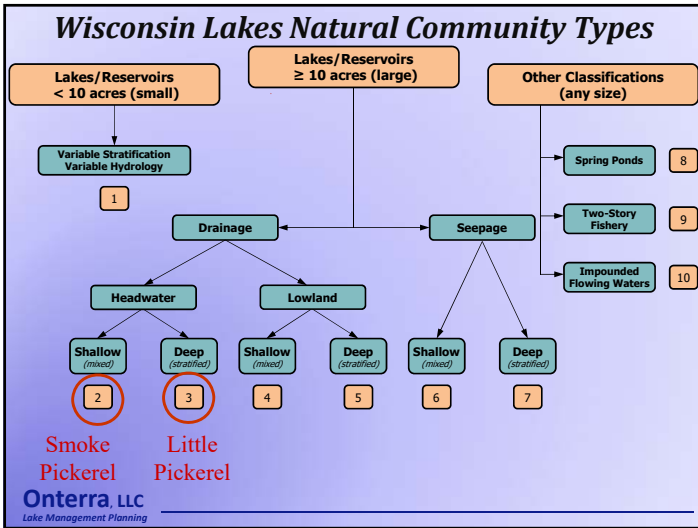 Wisconsin Lakes Natural Community Types
Lakes/Reservoirs
< 10 acres (small)
Lakes/Reservoirs
≥ 10 acres (large)
Other Classifications
(any size)
Variable Stratification
Variable Hydrology
1
Spring Ponds
8
Two-Story
Fishery
9
Impounded
Flowing Waters
10
Drainage
Seepage
Headwater
Lowland
Shallow
(mixed)
Deep
(stratified)
Shallow
(mixed)
Deep
(stratified)
Shallow
(mixed)
Deep
(stratified)
2
3
4
5
6
7
Smoke
Pickerel
Little
Pickerel
Onterra, LLC
Lake Management Planning